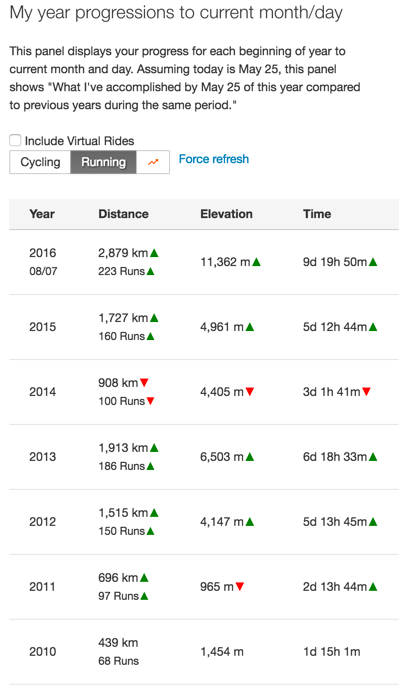 My year progressions to current month/day
This panel displays your progress for each beginning of year to
current month and day. Assuming today is May 25, this panel
shows "What I've accomplished by May 25 of this year compared
to previous years during the same period."
Include Virtual Rides
Cycling Running Force refresh
Year Distance Elevation Time
2016 2,879 km▲ 11,362 m▲ 9d 19h 50m▲
08/07 223 Runs▲
2015 1,727 km▲ 4,961 m▲ 5d 12h 44m▲
160 Runs▲
2014 908 km▼ 4,405 m▼ 3d 1h 41m▼
100 Runs▼
2013 1,913 km▲ 6,503 m▲ 6d 18h 33m▲
186 Runs▲
2012 1,515 km▲ 4,147 m▲ 5d 13h 45m▲
150 Runs▲
2011 696 km▲ 965 m▼ 2d 13h 44m▲
97 Runs▲
2010 439 km 1,454 m 1d 15h 1m
68 Runs